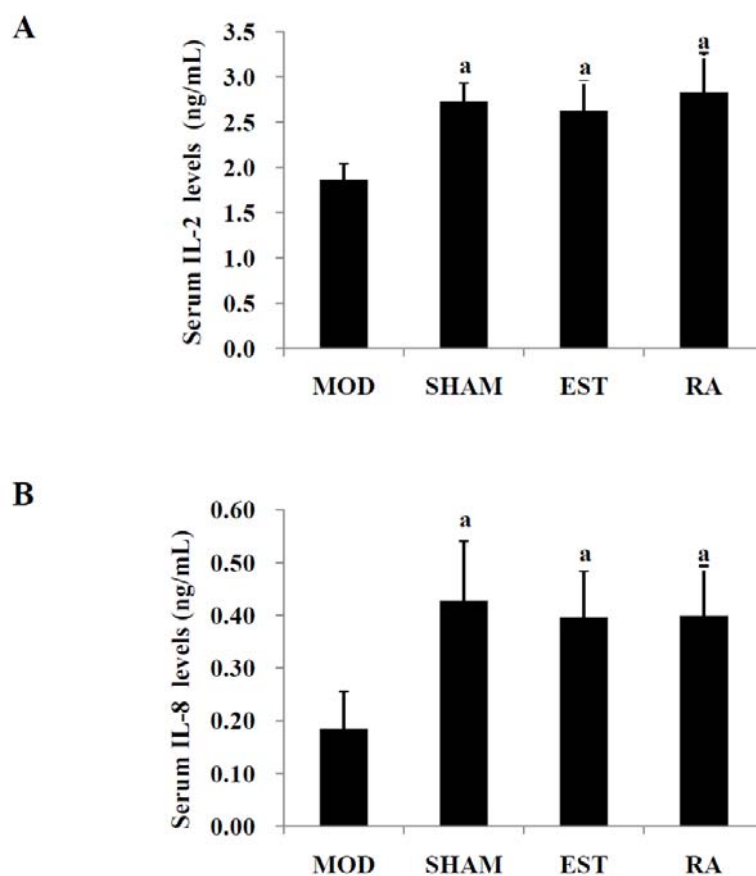 A
Serum IL-2 levels (ng/mL)
3.5
3.0
2.5
2.0
1.5
1.0
0.5
0.0
a
a
a
MOD
SHAM
EST
RA
B
Serum IL-8 levels (ng/mL)
0.60
0.50
0.40
0.30
0.20
0.10
0.00
a
a
a
MOD
SHAM
EST
RA